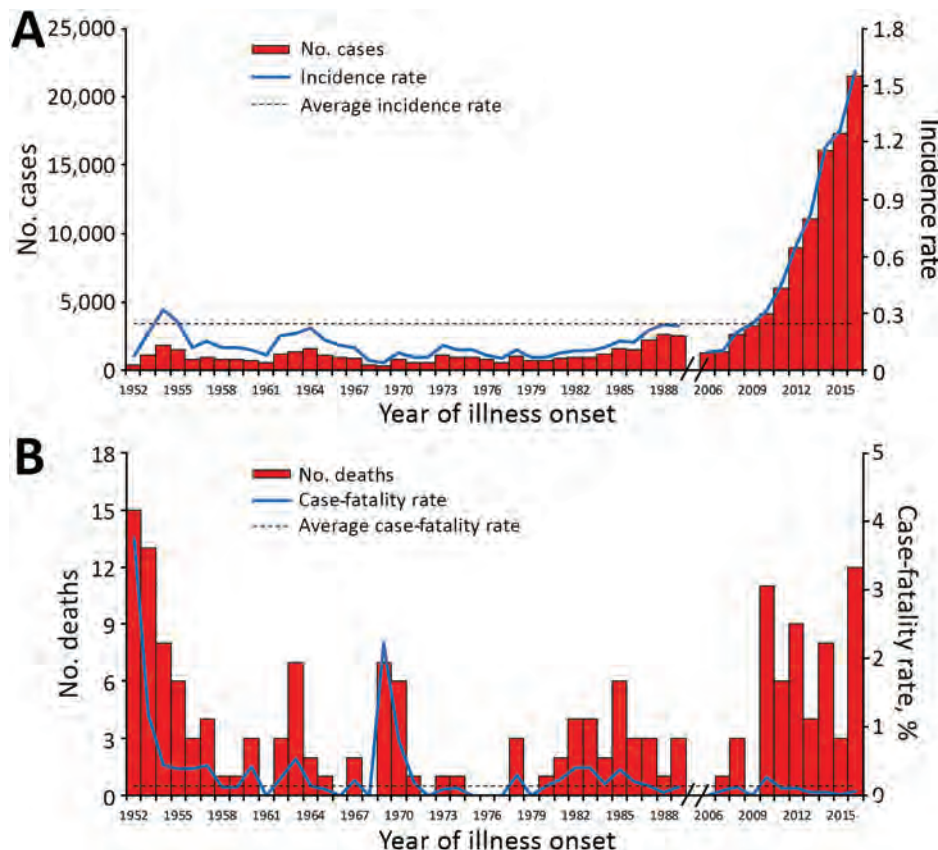 A
25,000
20,000
15,000
10,000
5,000
0
No. cases
No. cases
Incidence rate
Average incidence rate
1.8
1.5
1.2
0.9
0.6
0.3
0
Incidence rate
1952 1955 1958 1961 1964 1967 1970 1973 1976 1979 1982 1985 1988 2006 2009 2012 2015
Year of illness onset
B
18
15
12
9
6
3
0
No. deaths
No. deaths
Case-fatality rate
Average case-fatality rate
5
4
3
2
1
0
Case-fatality rate, %
1952 1955 1958 1961 1964 1967 1970 1973 1976 1979 1982 1985 1988 2006 2009 2012 2015
Year of illness onset